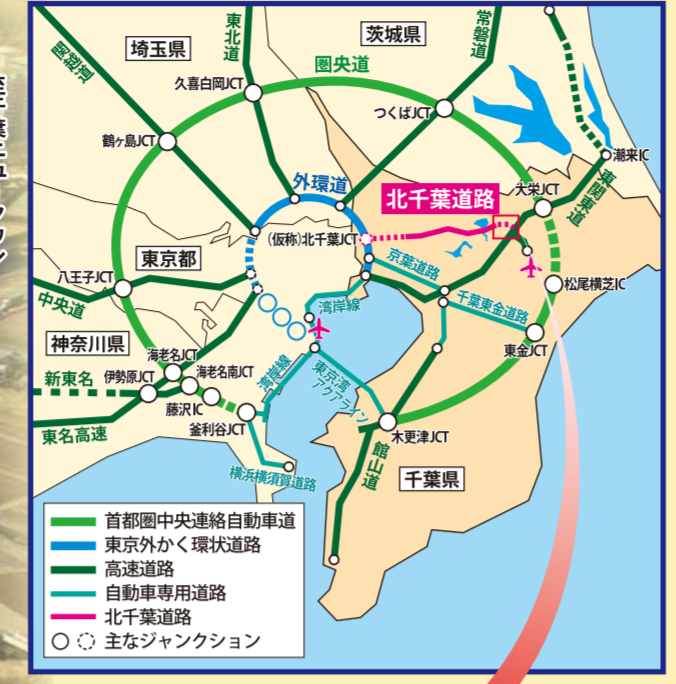 茨城県
埼玉県
東北道
常磐道
関越道
圏央道
久喜白岡JCT
つくばJCT
鶴ヶ島JCT
潮来IC
外環道
大栄JCT
東関東道
北千葉道路
(仮称)北千葉JCT
東京都
京葉道路
八王子JCT
松尾横芝IC
中央道
湾岸線
千葉東金道路
神奈川県
東金JCT
海老名JCT
海老名南JCT
伊勢原JCT
新東名
湾岸線
東京湾
アクアライン
藤沢IC
釜利谷JCT
東名高速
木更津JCT
館山道
横浜横須賀道路
千葉県
首都圏中央連絡自動車道
東京外かく環状道路
高速道路
自動車専用道路
北千葉道路
主なジャンクション